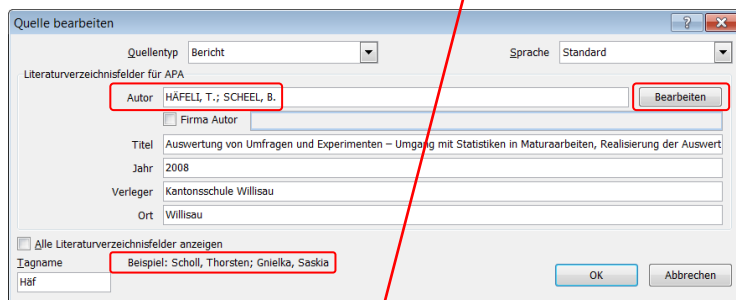 Quelle bearbeiten
Quellentyp Bericht Sprache Standard
Literaturverzeichnisfelder für APA
Autor HÄFELI, T.; SCHEEL, B. Bearbeiten
Firma Autor
Titel Auswertung von Umfragen und Experimenten – Umgang mit Statistiken in Maturaarbeiten, Realisierung der Auswert
Jahr 2008
Verleger Kantonsschule Willisau
Ort Willisau
Alle Literaturverzeichnisfelder anzeigen
Tagname Beispiel: Scholl, Thorsten; Gnielka, Saskia
Häf OK Abbrechen